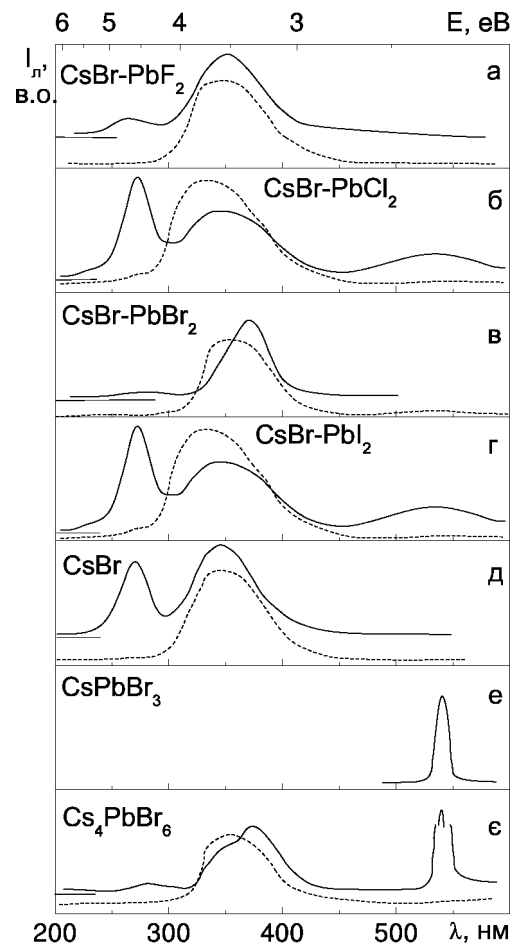 6 5 4 3 E, еВ
Iл,
в.о.
CsBr-PbF2 а
CsBr-PbCl2 б
CsBr-PbBr2 в
CsBr-PbI2 г
CsBr д
CsPbBr3 е
Cs4PbBr6 є
200 300 400 500 λ, нм